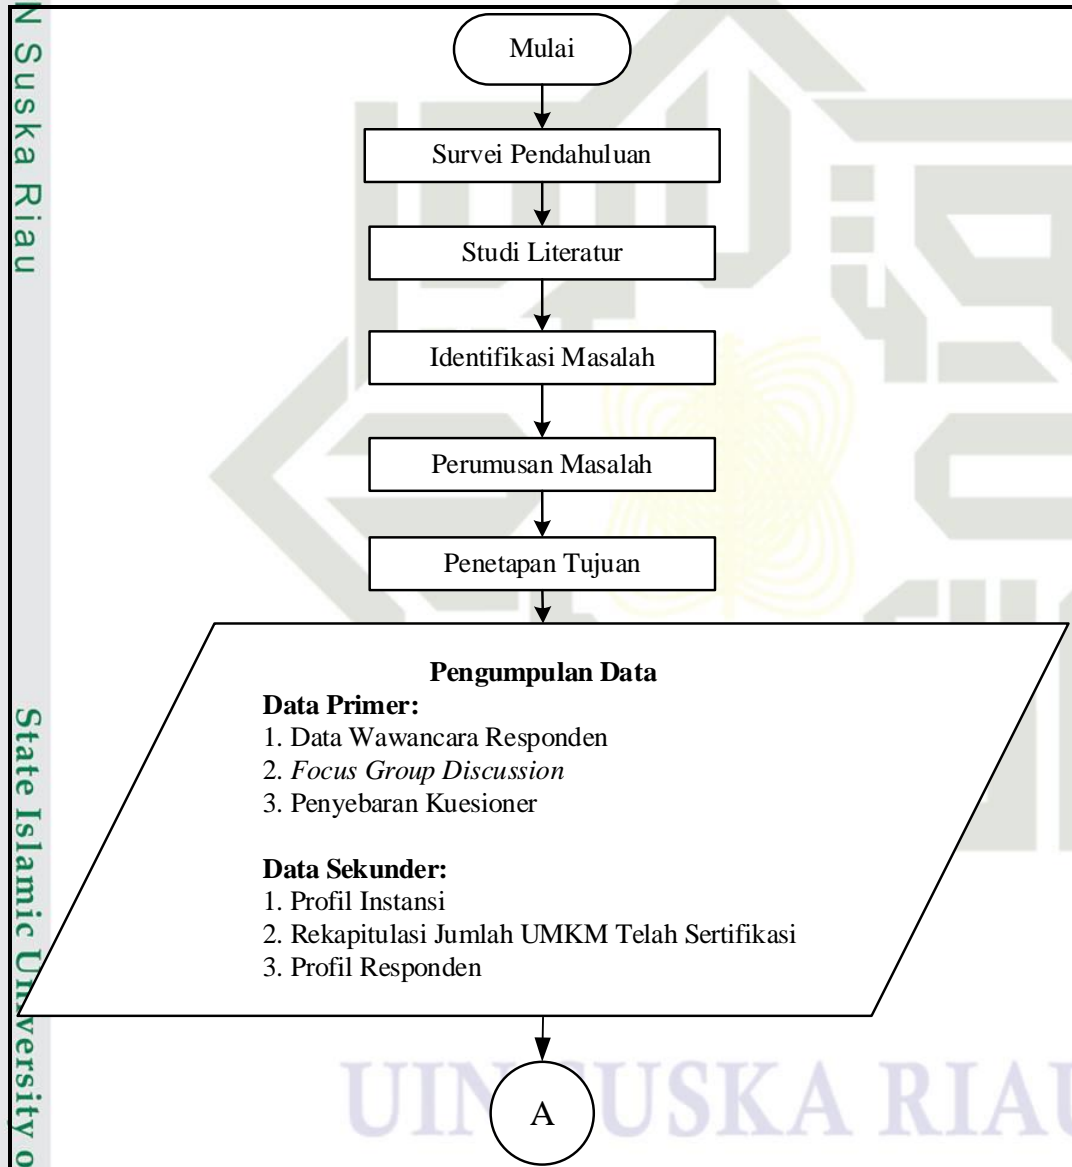 N Suska Riau
State Islamic University o
Mulai
Survei Pendahuluan
Studi Literatur
Identifikasi Masalah
Perumusan Masalah
Penetapan Tujuan
Pengumpulan Data
Data Primer:
1. Data Wawancara Responden
2. Focus Group Discussion
3. Penyebaran Kuesioner
Data Sekunder:
1. Profil Instansi
2. Rekapitulasi Jumlah UMKM Telah Sertifikasi
3. Profil Responden
A
UIN SUSKA RIAU